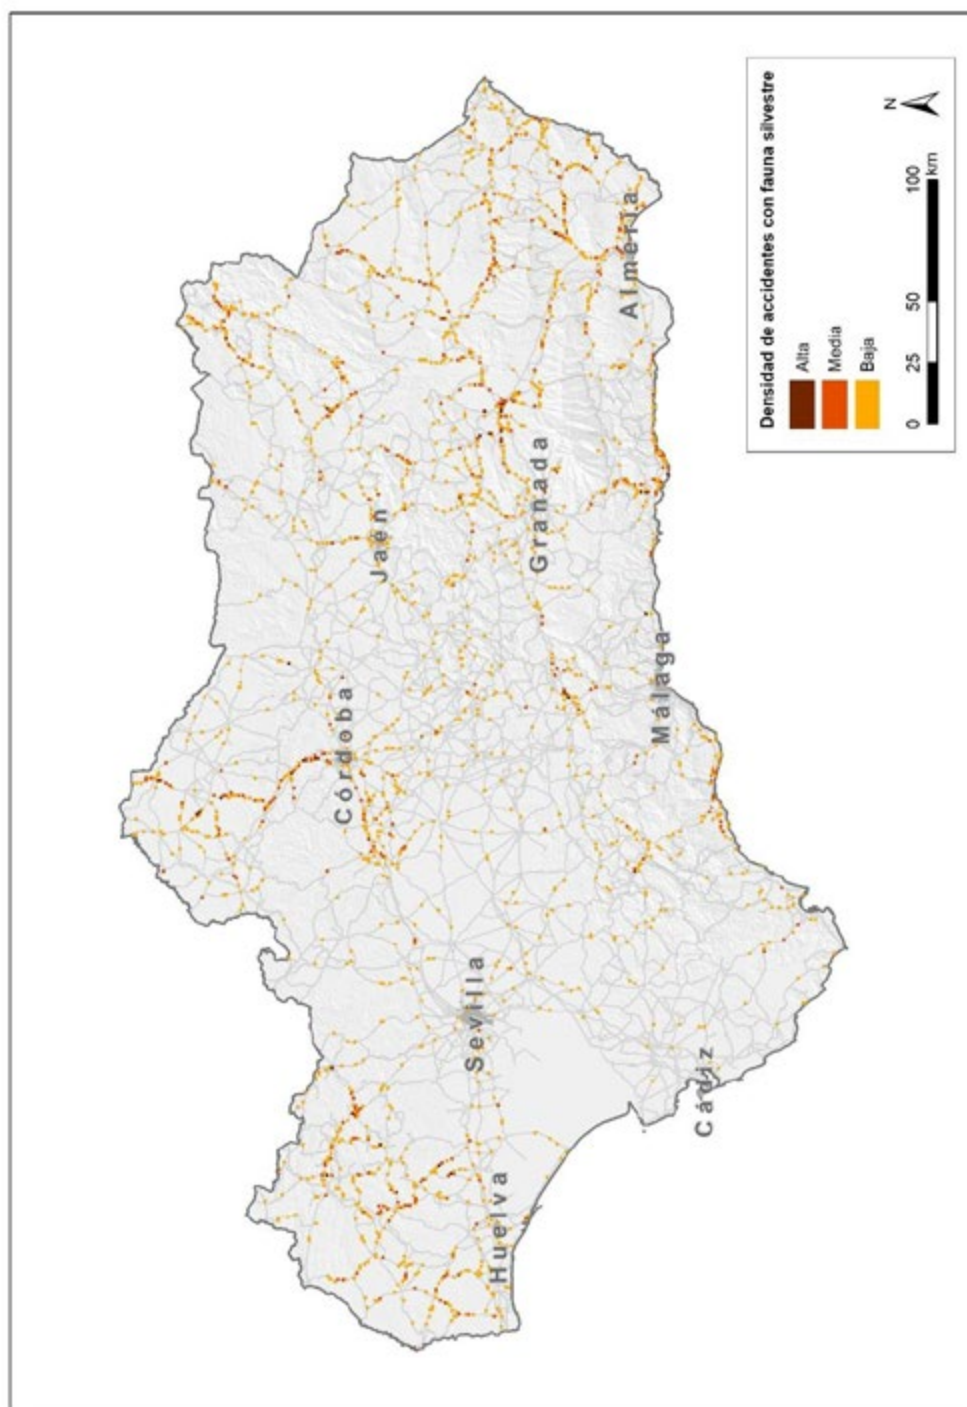 Jaén
Córdoba
Granada
Almería
Sevilla
Málaga
Huelva
Cádiz
Densidad de accidentes con fauna silvestre
Alta
Media
Baja
N
0 25 50 100
km